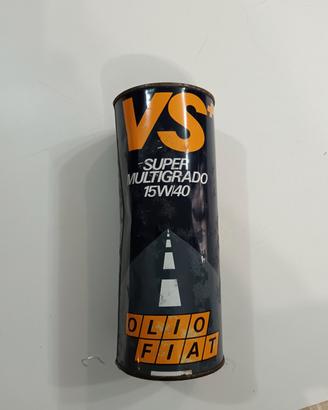 VS+
SUPER
MULTIGRADO
15W/40
OLIO
FIAT